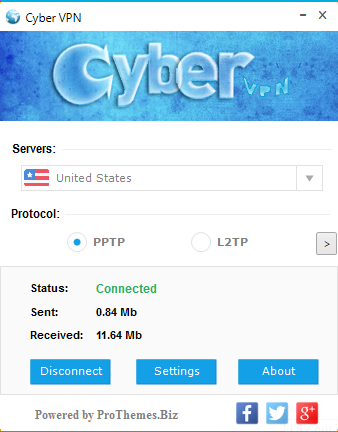 Cyber VPN
Cyber VPN
Servers:
United States
Protocol:
PPTP L2TP >
Status: Connected
Sent: 0.84 Mb
Received: 11.64 Mb
Disconnect Settings About
Powered by ProThemes.Biz